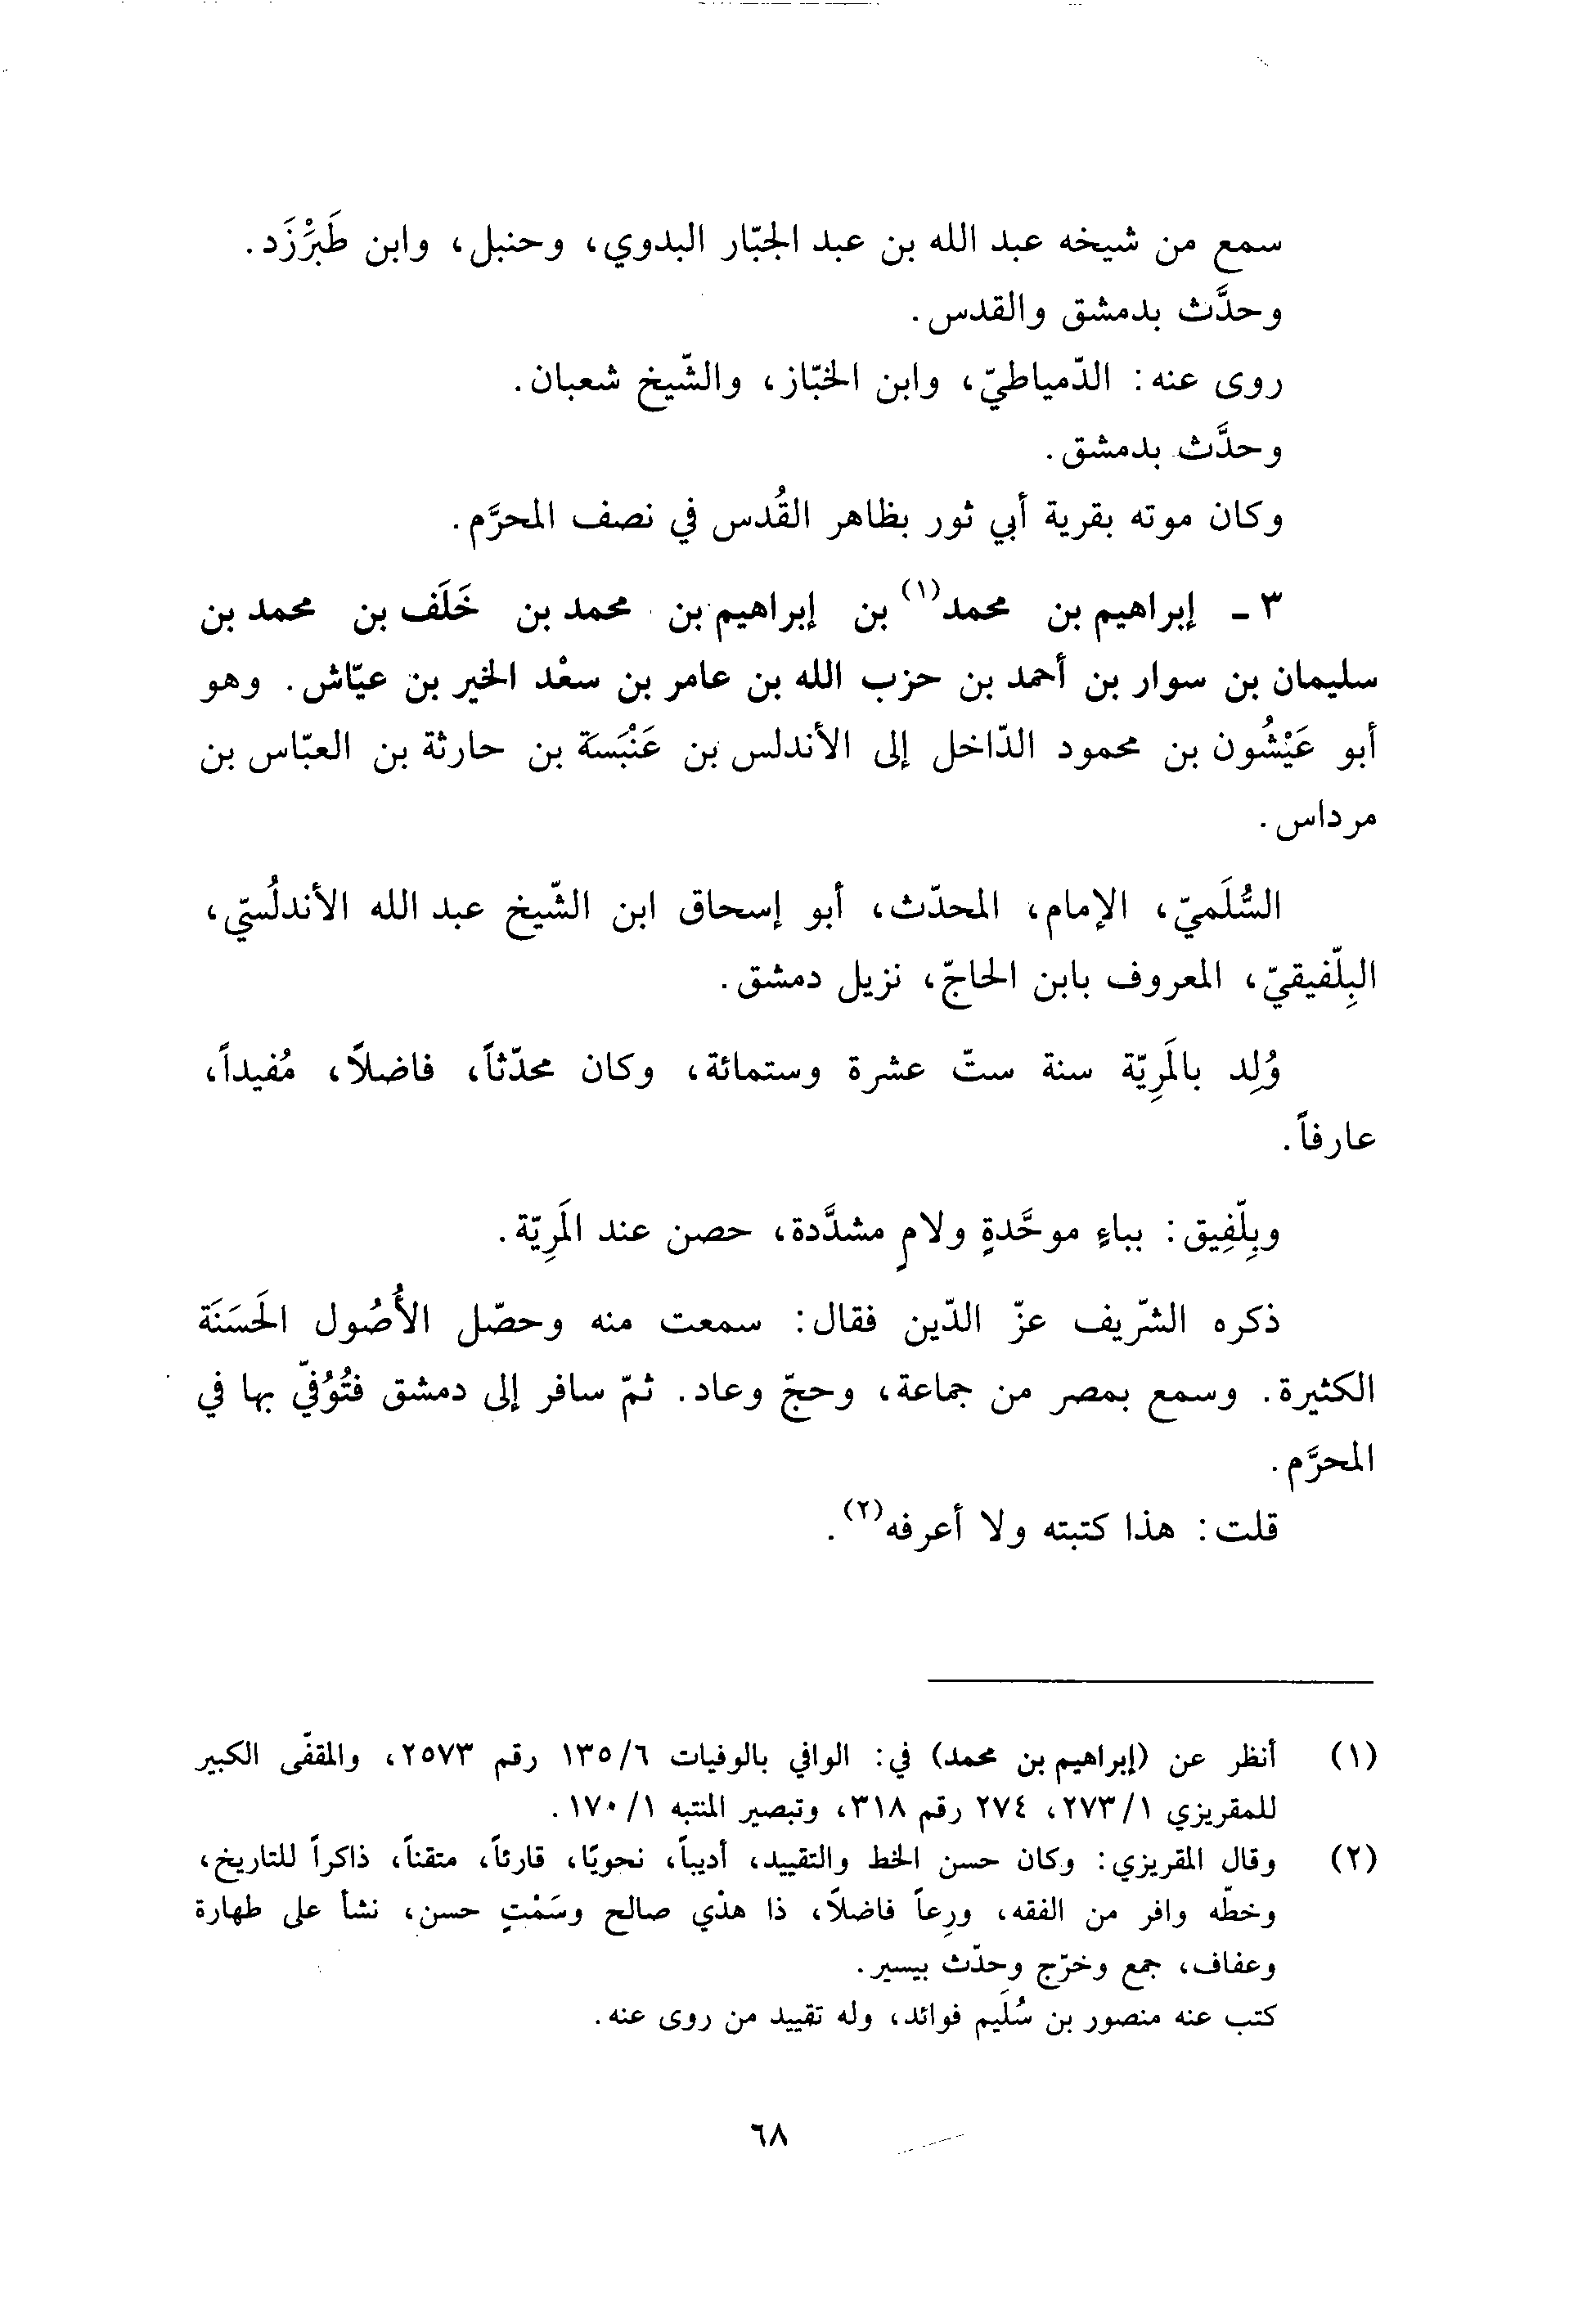 سمع من شيخه عبد الله بن عبد الجبّار البدوي، وحنبل، وابن طَبَرْزَد.
وحدَّث بدمشق والقدس.
روى عنه: الدّمياطيّ، وابن الخبّاز، والشّيخ شعبان.
وحدَّث بدمشق.
وكان موته بقرية أبي ثور بظاهر القُدس في نصف المحرَّم.
٣ ـ إبراهيم بن محمد(١) بن إبراهيم بن محمد بن خَلَف بن محمد بن
سليمان بن سوار بن أحمد بن حزب الله بن عامر بن سعْد الخير بن عيّاش. وهو
أبو عَيْشُون بن محمود الدّاخل إلى الأندلس بن عَنْبَسَة بن حارثة بن العبّاس بن
مرداس.
السُّلَميّ، الإمام، المحدّث، أبو إسحاق ابن الشّيخ عبد الله الأندلُسيّ،
البِلّفيقيّ، المعروف بابن الحاجّ، نزيل دمشق.
وُلِد بالَمرِيّة سنة ستّ عشرة وستمائة، وكان محدّثاً، فاضلاً، مُفيداً،
عارفاً.
وبِلّفِيق: بباءٍ موحَّدةٍ ولامٍ مشدَّدة، حصن عند الَمرِيّة.
ذكره الشّريف عزّ الدّين فقال: سمعت منه وحصّل الأُصُول الحَسَنَة
الكثيرة. وسمع بمصر من جماعة، وحجّ وعاد. ثمّ سافر إلى دمشق فتُوُفيّ بها في
المحرَّم.
قلت: هذا كتبته ولا أعرفه(٢).
(١) أنظر عن (إبراهيم بن محمد) في: الوافي بالوفيات ١٣٥/٦ رقم ٢٥٧٣، والمقفّى الكبير
للمقريزي ٢٧٣/١، ٢٧٤ رقم ٣١٨، وتبصير المنتبه ١٧٠/١.
(٢) وقال المقريزي: وكان حسن الخط والتقييد، أديباً، نحويًا، قارئاً، متقناً، ذاكراً للتاريخ،
وخطّه وافر من الفقه، ورِعاً فاضلاً، ذا هدْي صالح وسَمْتٍ حسن، نشأ على طهارة
وعفاف، جمع وخرّج وحدّث بيسير.
كتب عنه منصور بن سُلَيم فوائد، وله تقييد من روى عنه.
٦٨